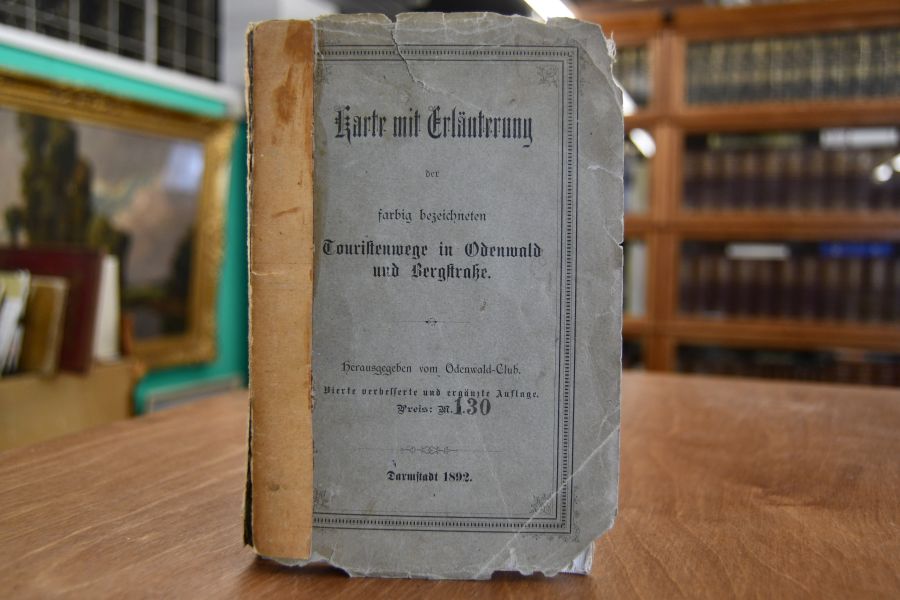 Karte mit Erläuterung
der
farbig bezeichneten
Touristenwege in Odenwald
und Bergstraße.
Herausgegeben vom Odenwald-Club.
Vierte verbesserte und ergänzte Auflage.
Preis: M. 1.30
Darmstadt 1892.